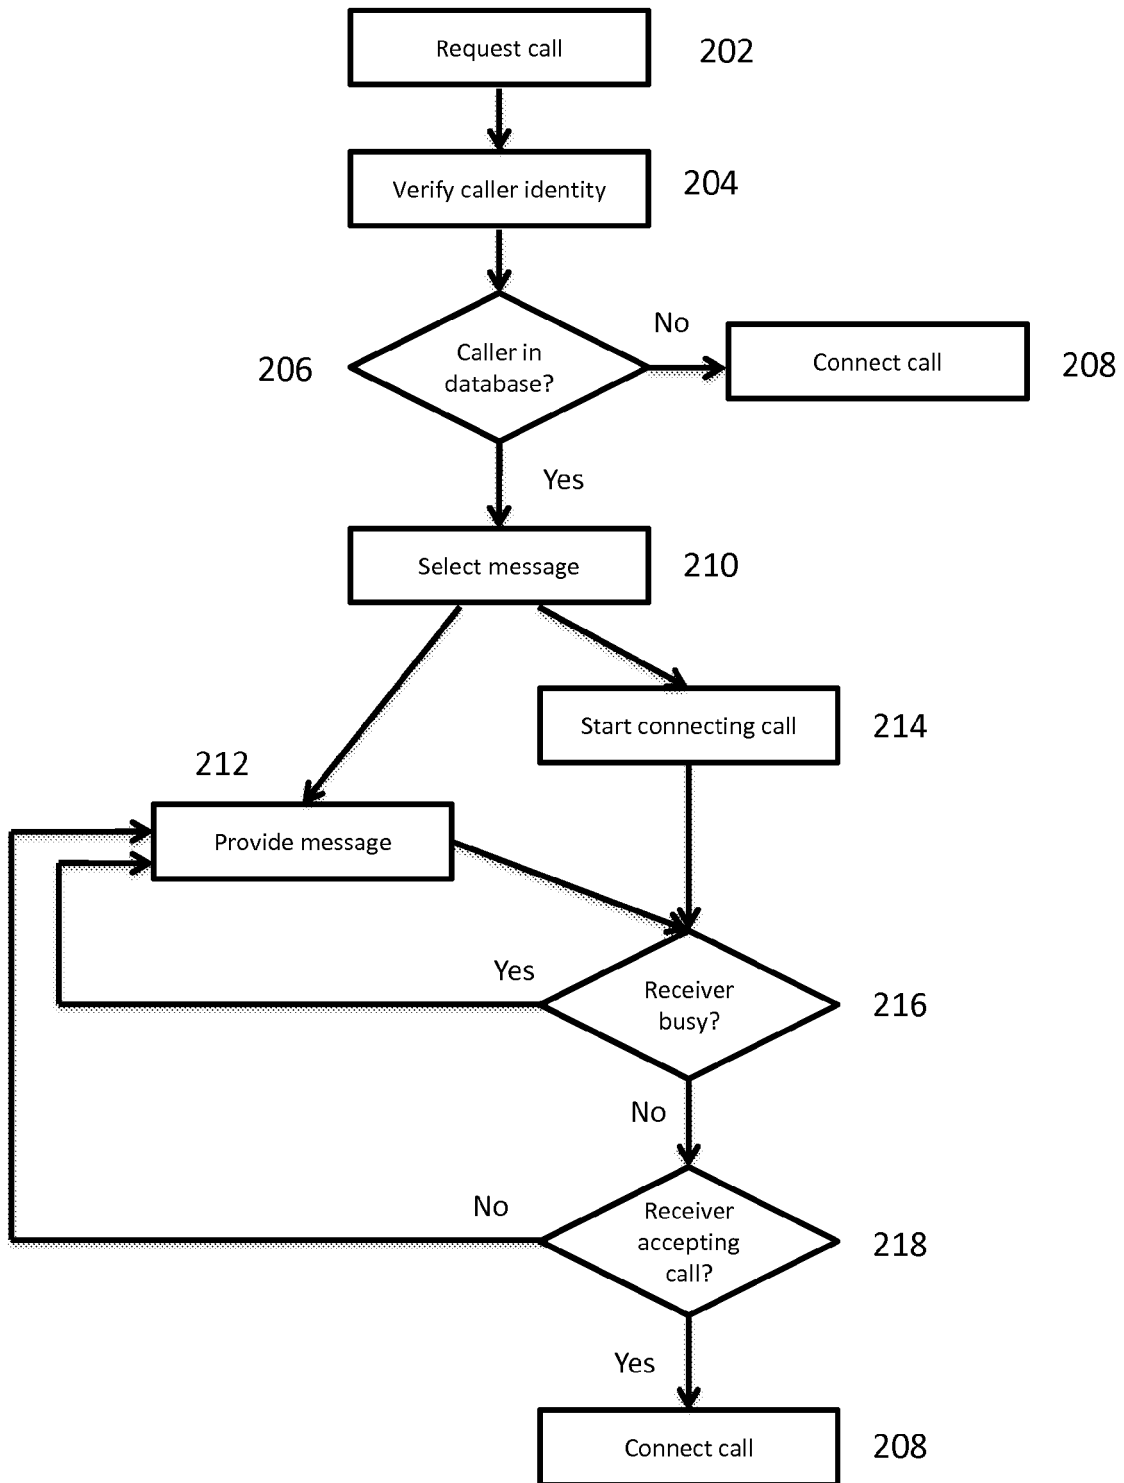 Request call
202
Verify caller identity
204
Caller in
database?
206
No
Connect call
208
Yes
Select message
210
Start connecting call
214
212
Provide message
Yes
Receiver
busy?
216
No
No
Receiver
accepting
call?
218
Yes
Connect call
208